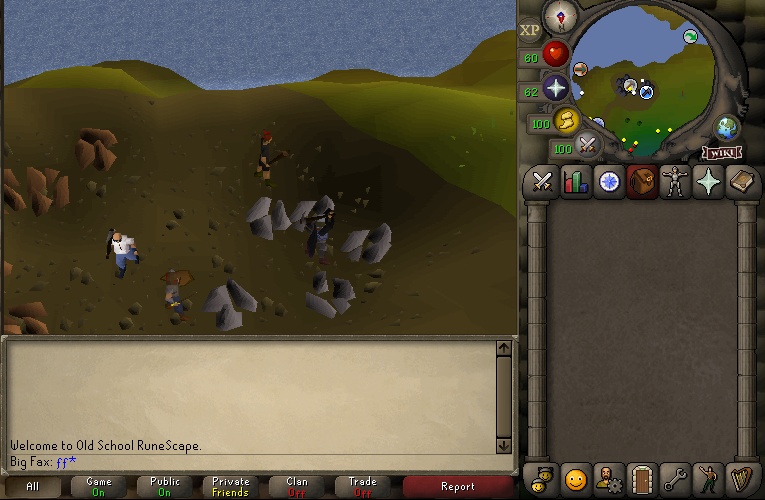 XP
60
62
100
100
WIKI
Welcome to Old School RuneScape.
Big Fax: ff*
All
Game
On
Public
On
Private
Friends
Clan
Off
Trade
Off
Report